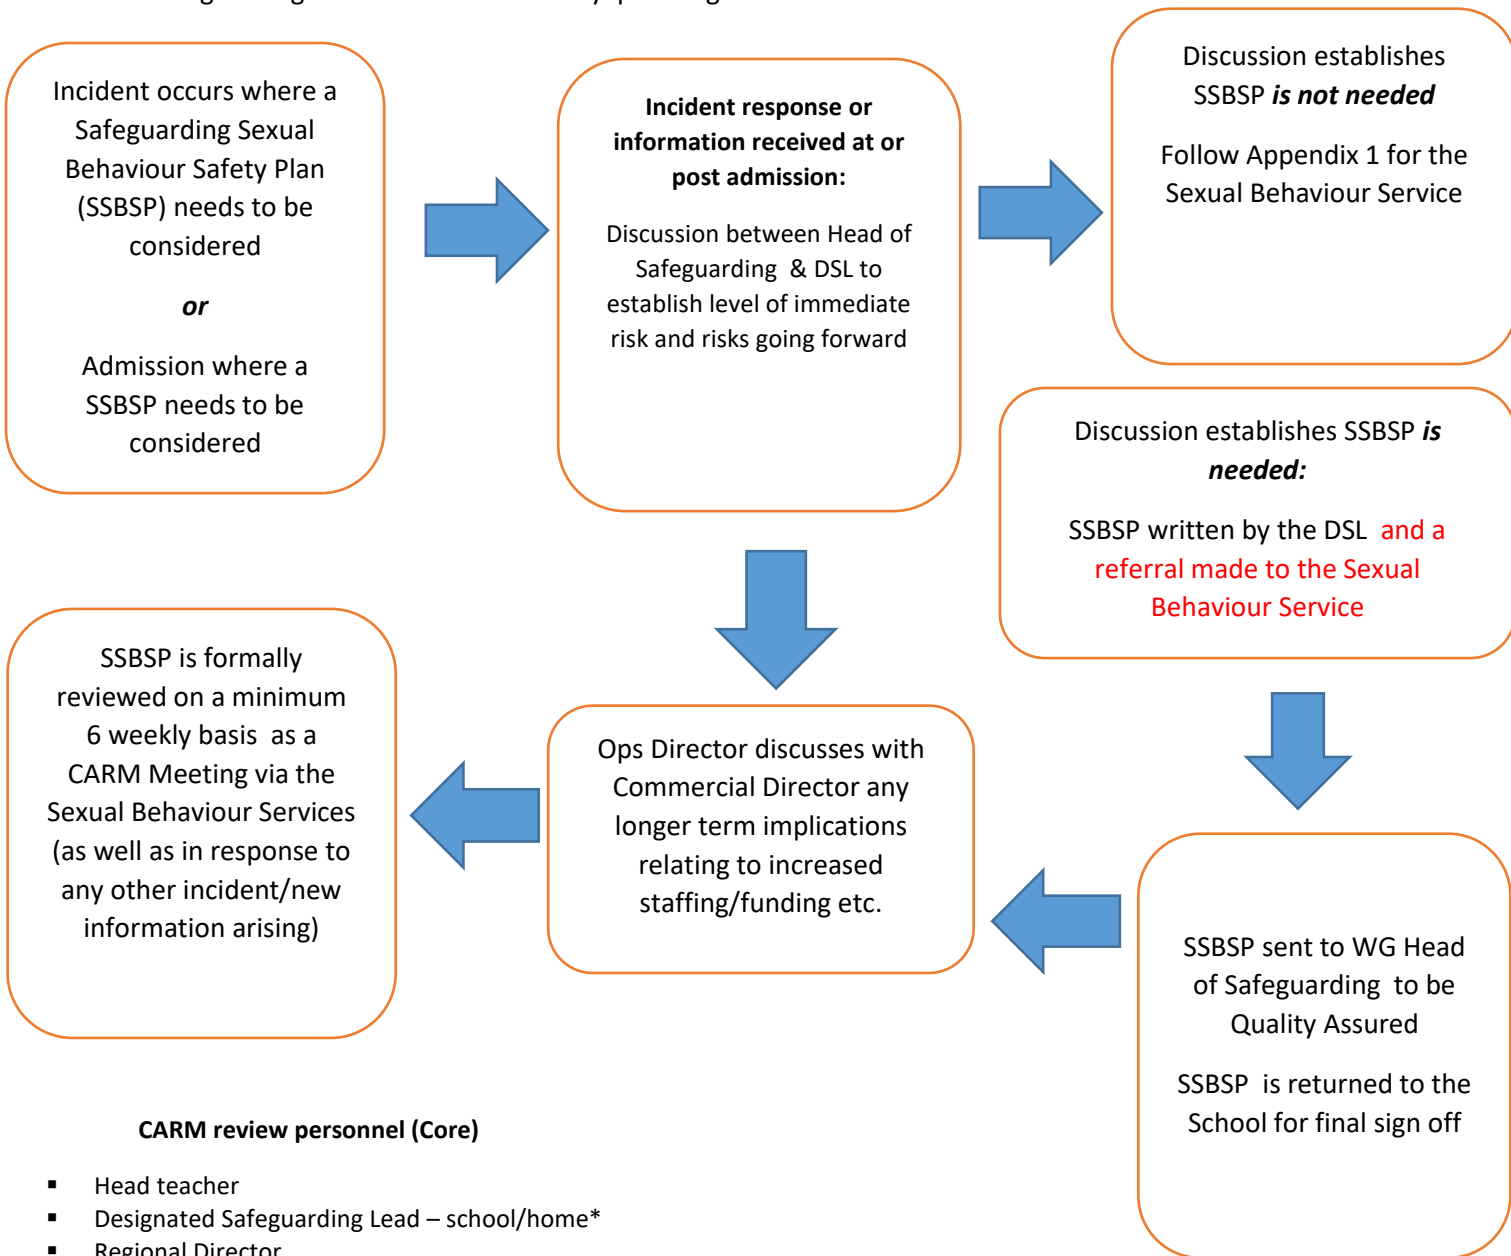 Incident occurs where a
Safeguarding Sexual
Behaviour Safety Plan
(SSBSP) needs to be
considered
or
Admission where a
SSBSP needs to be
considered
Incident response or
information received at or
post admission:
Discussion between Head of
Safeguarding & DSL to
establish level of immediate
risk and risks going forward
Discussion establishes
SSBSP is not needed
Follow Appendix 1 for the
Sexual Behaviour Service
Discussion establishes SSBSP is
needed:
SSBSP written by the DSL and a
referral made to the Sexual
Behaviour Service
SSBSP sent to WG Head
of Safeguarding to be
Quality Assured
SSBSP is returned to the
School for final sign off
Ops Director discusses with
Commercial Director any
longer term implications
relating to increased
staffing/funding etc.
SSBSP is formally
reviewed on a minimum
6 weekly basis as a
CARM Meeting via the
Sexual Behaviour Services
(as well as in response to
any other incident/new
information arising)
CARM review personnel (Core)
▪ Head teacher
▪ Designated Safeguarding Lead – school/home*
▪ Regional Director